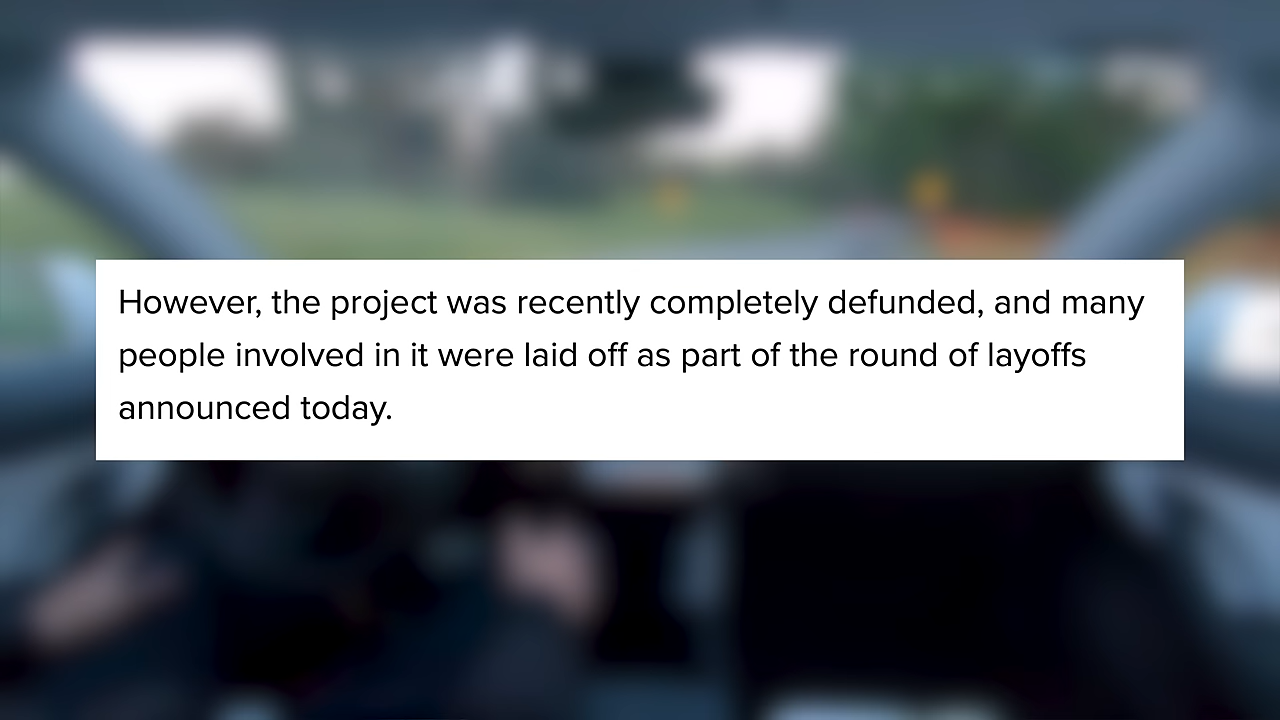 However, the project was recently completely defunded, and many
people involved in it were laid off as part of the round of layoffs
announced today.